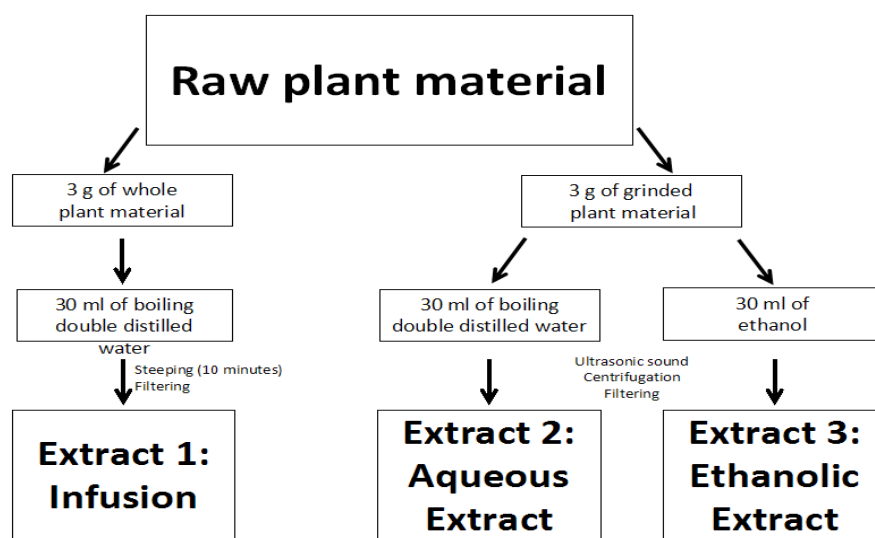 Raw plant material
3 g of whole
plant material
3 g of grinded
plant material
30 ml of boiling
double distilled
water
30 ml of boiling
double distilled water
30 ml of
ethanol
Steeping (10 minutes)
Filtering
Ultrasonic sound
Centrifugation
Filtering
Extract 1:
Infusion
Extract 2:
Aqueous
Extract
Extract 3:
Ethanolic
Extract